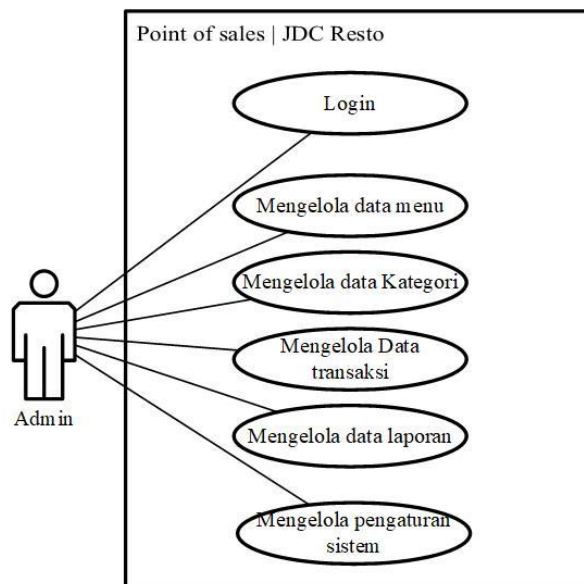 Point of sales | JDC Resto
Login
Mengelola data menu
Mengelola data Kategori
Mengelola Data
transaksi
Admin
Mengelola data laporan
Mengelola pengaturan
sistem